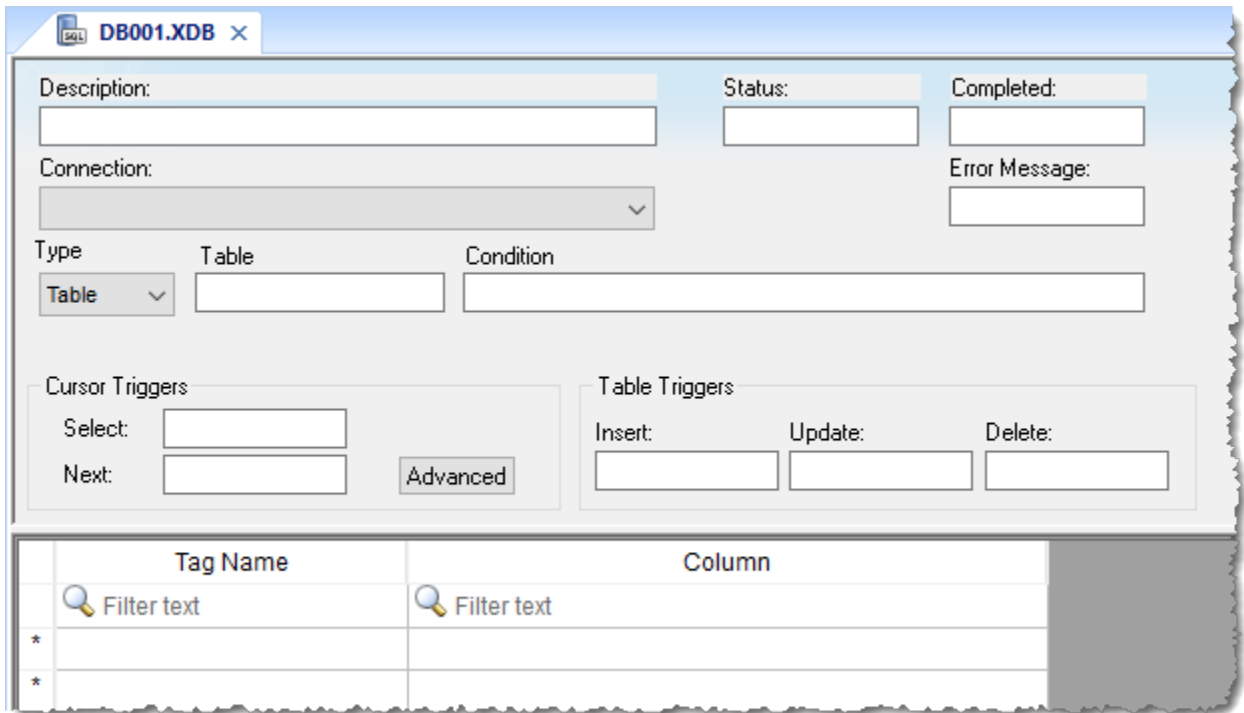 SQL DB001.XDB
Description: Status: Completed:
Connection: Error Message:
Type Table Condition
Table
Cursor Triggers Table Triggers
Select: Insert: Update: Delete:
Next: Advanced
Tag Name Column
Filter text Filter text
*
*